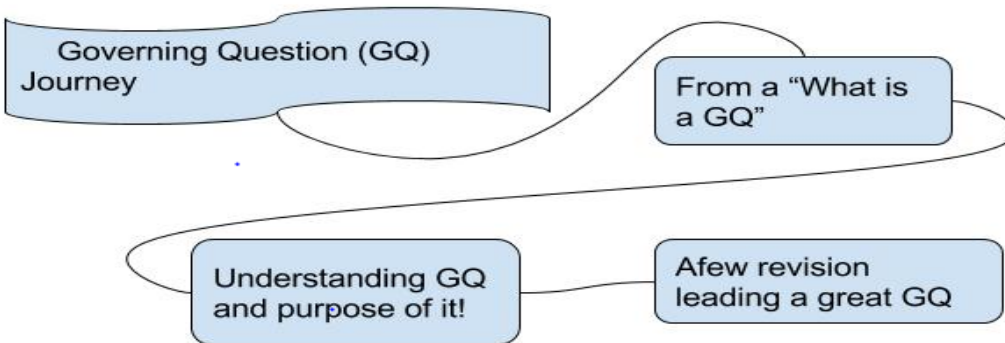 Governing Question (GQ)
Journey
From a “What is
a GQ”
Understanding GQ
and purpose of it!
Afew revision
leading a great GQ